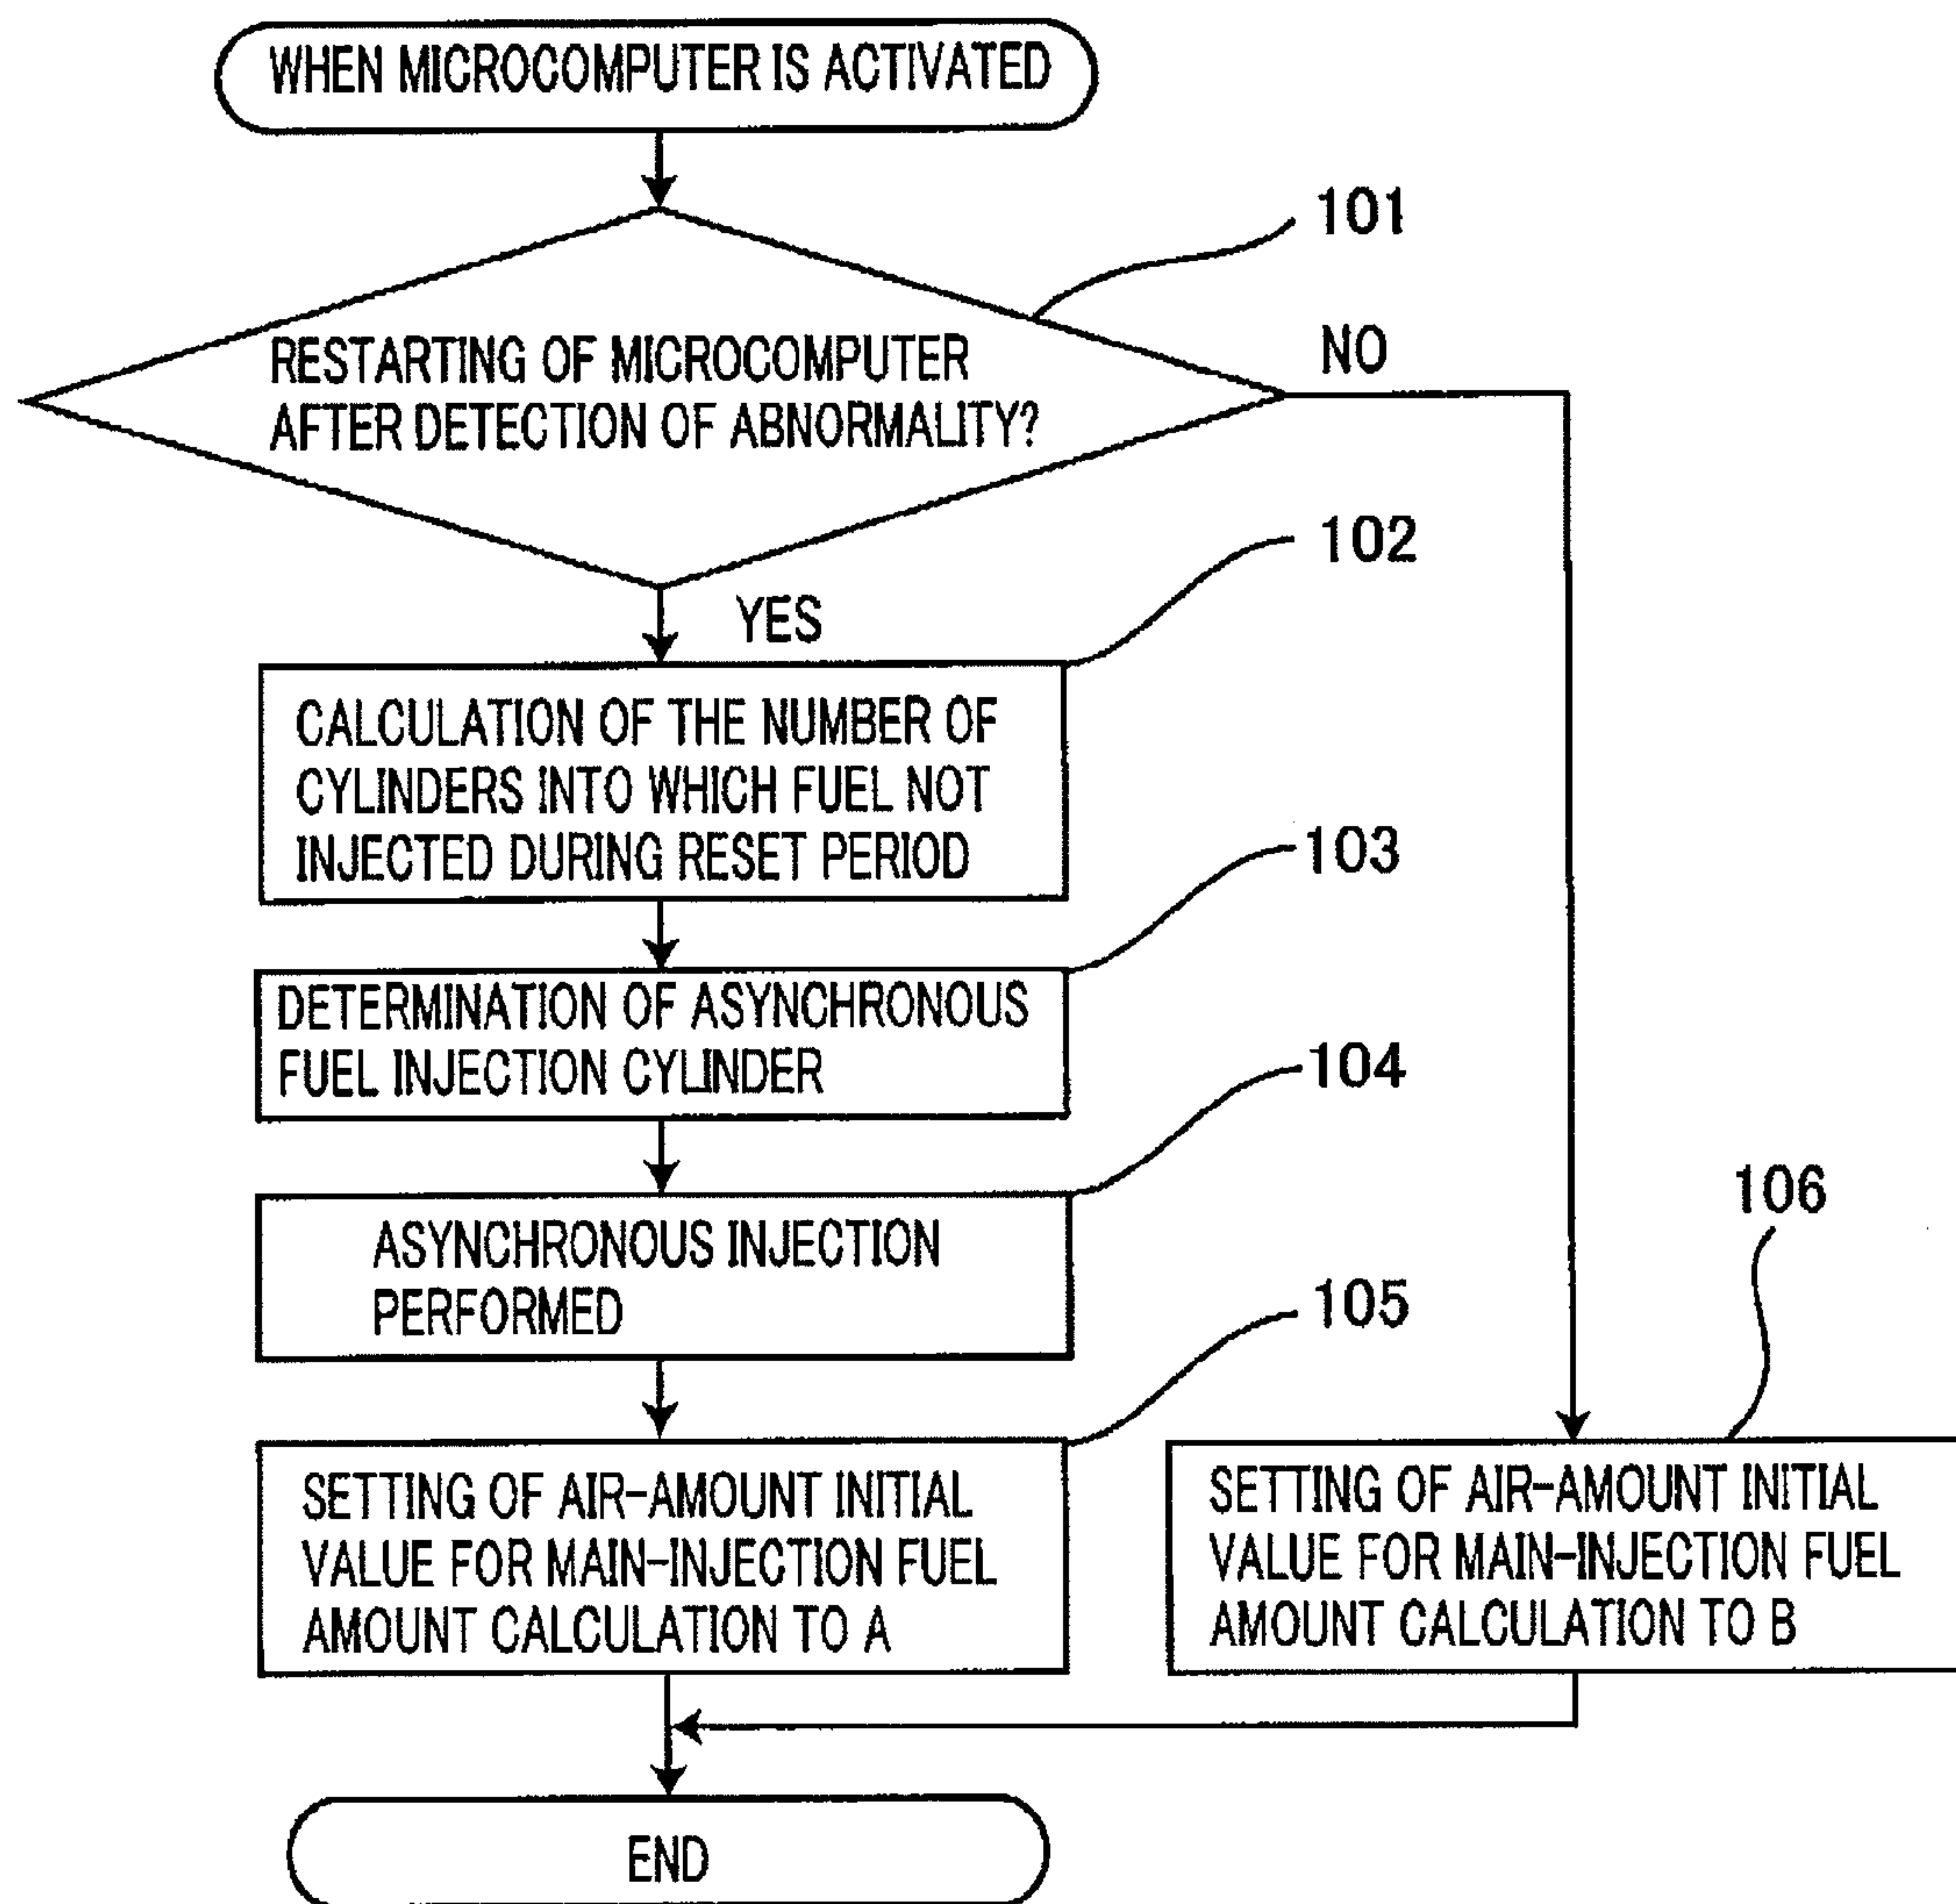 WHEN MICROCOMPUTER IS ACTIVATED
101
RESTARTING OF MICROCOMPUTER
AFTER DETECTION OF ABNORMALITY?
NO
102
YES
CALCULATION OF THE NUMBER OF
CYLINDERS INTO WHICH FUEL NOT
INJECTED DURING RESET PERIOD
103
DETERMINATION OF ASYNCHRONOUS
FUEL INJECTION CYLINDER
104
ASYNCHRONOUS INJECTION
PERFORMED
105
SETTING OF AIR-AMOUNT INITIAL
VALUE FOR MAIN-INJECTION FUEL
AMOUNT CALCULATION TO A
106
SETTING OF AIR-AMOUNT INITIAL
VALUE FOR MAIN-INJECTION FUEL
AMOUNT CALCULATION TO B
END